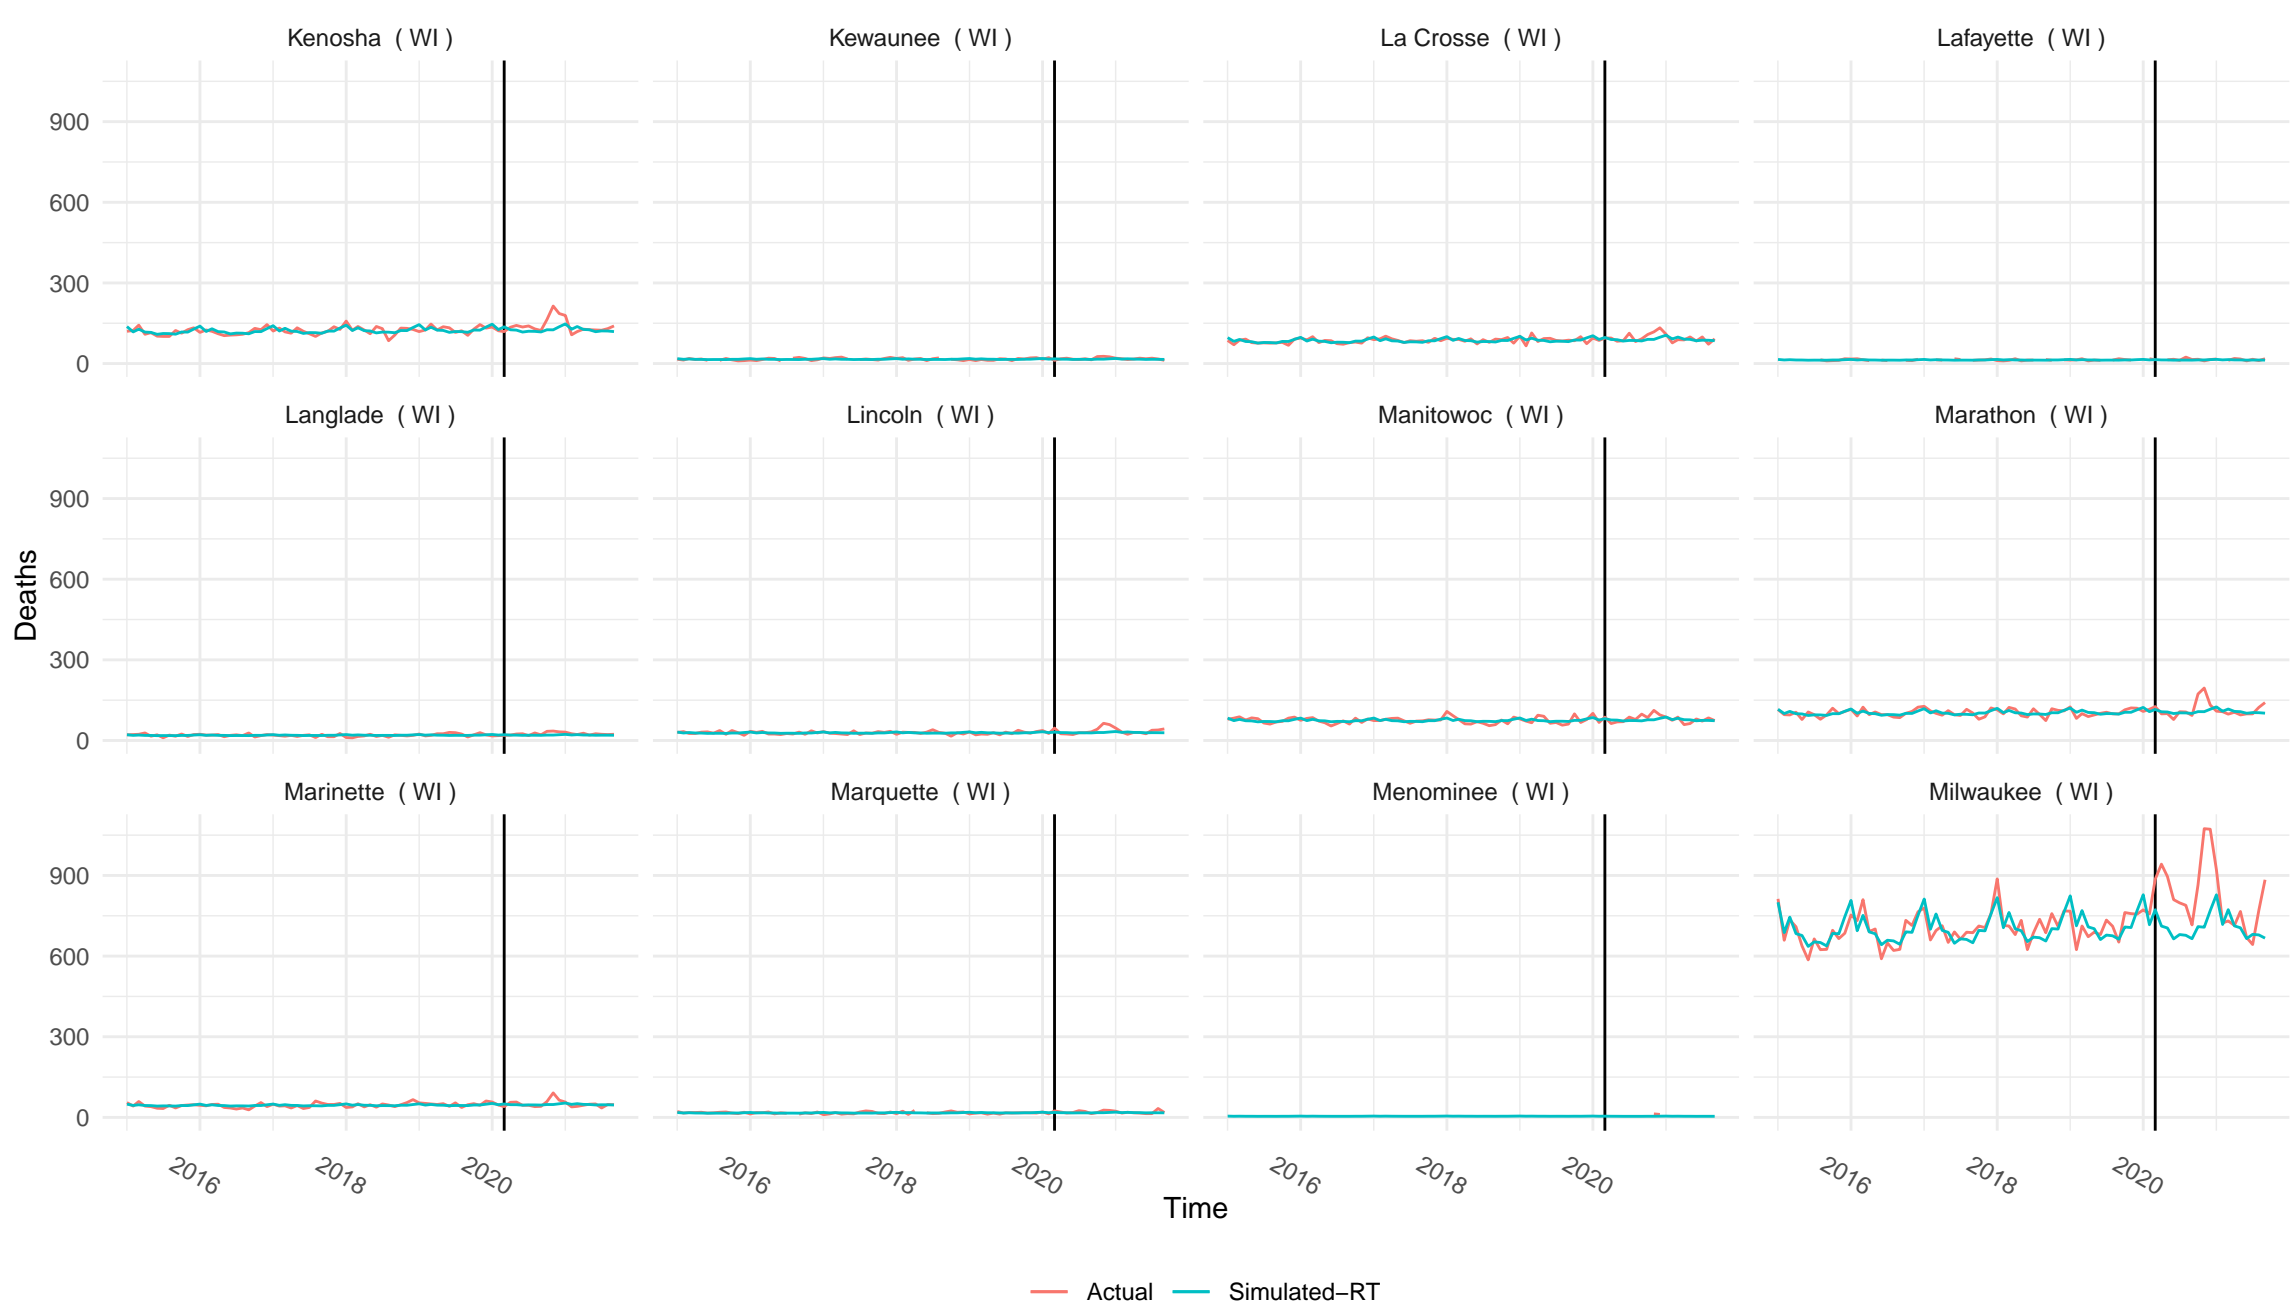 Kenosha ( WI )
Kewaunee ( WI )
La Crosse ( WI )
Lafayette ( WI )
900
600
300
0
Langlade ( WI )
Lincoln ( WI )
Manitowoc ( WI )
Marathon ( WI )
900
600
300
0
Marinette ( WI )
Marquette ( WI )
Menominee ( WI )
Milwaukee ( WI )
900
600
300
0
Deaths
2016 2018 2020
2016 2018 2020
2016 2018 2020
2016 2018 2020
Time
Actual
Simulated−RT